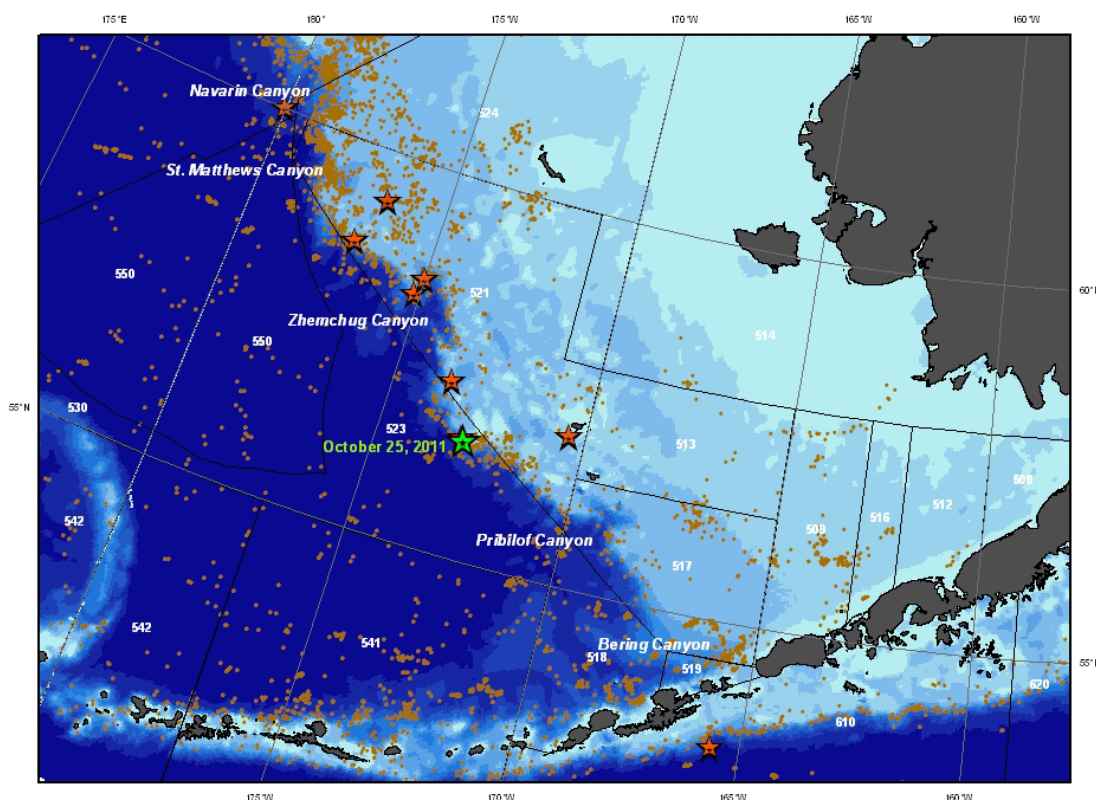 175°E
180°
175°W
170°W
165°W
160°W
Navarin Canyon
524
St. Matthews Canyon
550
521
60°N
Zhemchug Canyon
514
550
55°N
530
523
October 25, 2011
513
508
512
516
542
509
Pribilof Canyon
517
542
541
Bering Canyon
518
519
55°N
620
610
175°W
170°W
165°W
160°W